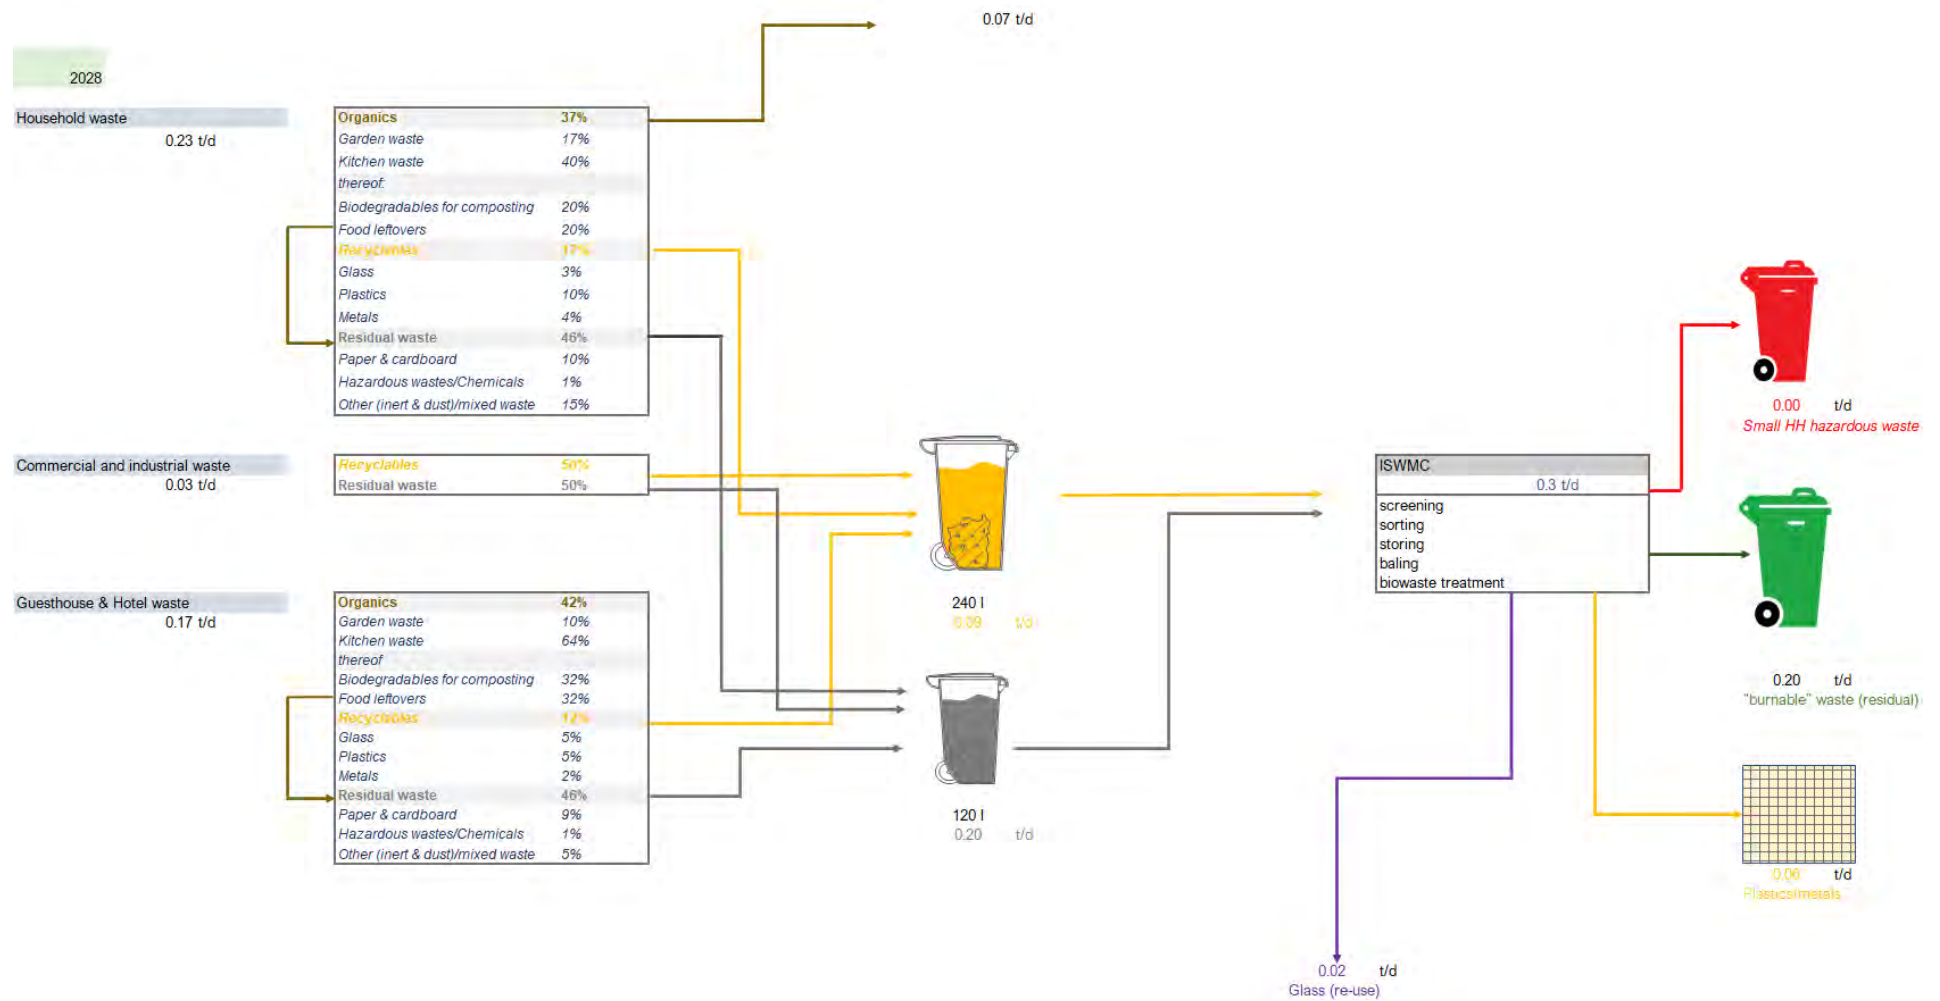 0.07 t/d
2028
Household waste
0.23 t/d
Organics 37%
Garden waste 17%
Kitchen waste 40%
thereof:
Biodegradables for composting 20%
Food leftovers 20%
Recyclables 17%
Glass 3%
Plastics 10%
Metals 4%
Residual waste 46%
Paper & cardboard 10%
Hazardous wastes/Chemicals 1%
Other (inert & dust)/mixed waste 15%
Commercial and industrial waste
0.03 t/d
Recyclables 50%
Residual waste 50%
Guesthouse & Hotel waste
0.17 t/d
Organics 42%
Garden waste 10%
Kitchen waste 64%
thereof
Biodegradables for composting 32%
Food leftovers 32%
Recyclables 12%
Glass 5%
Plastics 5%
Metals 2%
Residual waste 46%
Paper & cardboard 9%
Hazardous wastes/Chemicals 1%
Other (inert & dust)/mixed waste 5%
240 l
0.09 t/d
120 l
0.20 t/d
ISWMC
0.3 t/d
screening
sorting
storing
baling
biowaste treatment
0.00 t/d
Small HH hazardous waste
0.20 t/d
"burnable" waste (residual)
0.06 t/d
Plastics/metals
0.02 t/d
Glass (re-use)